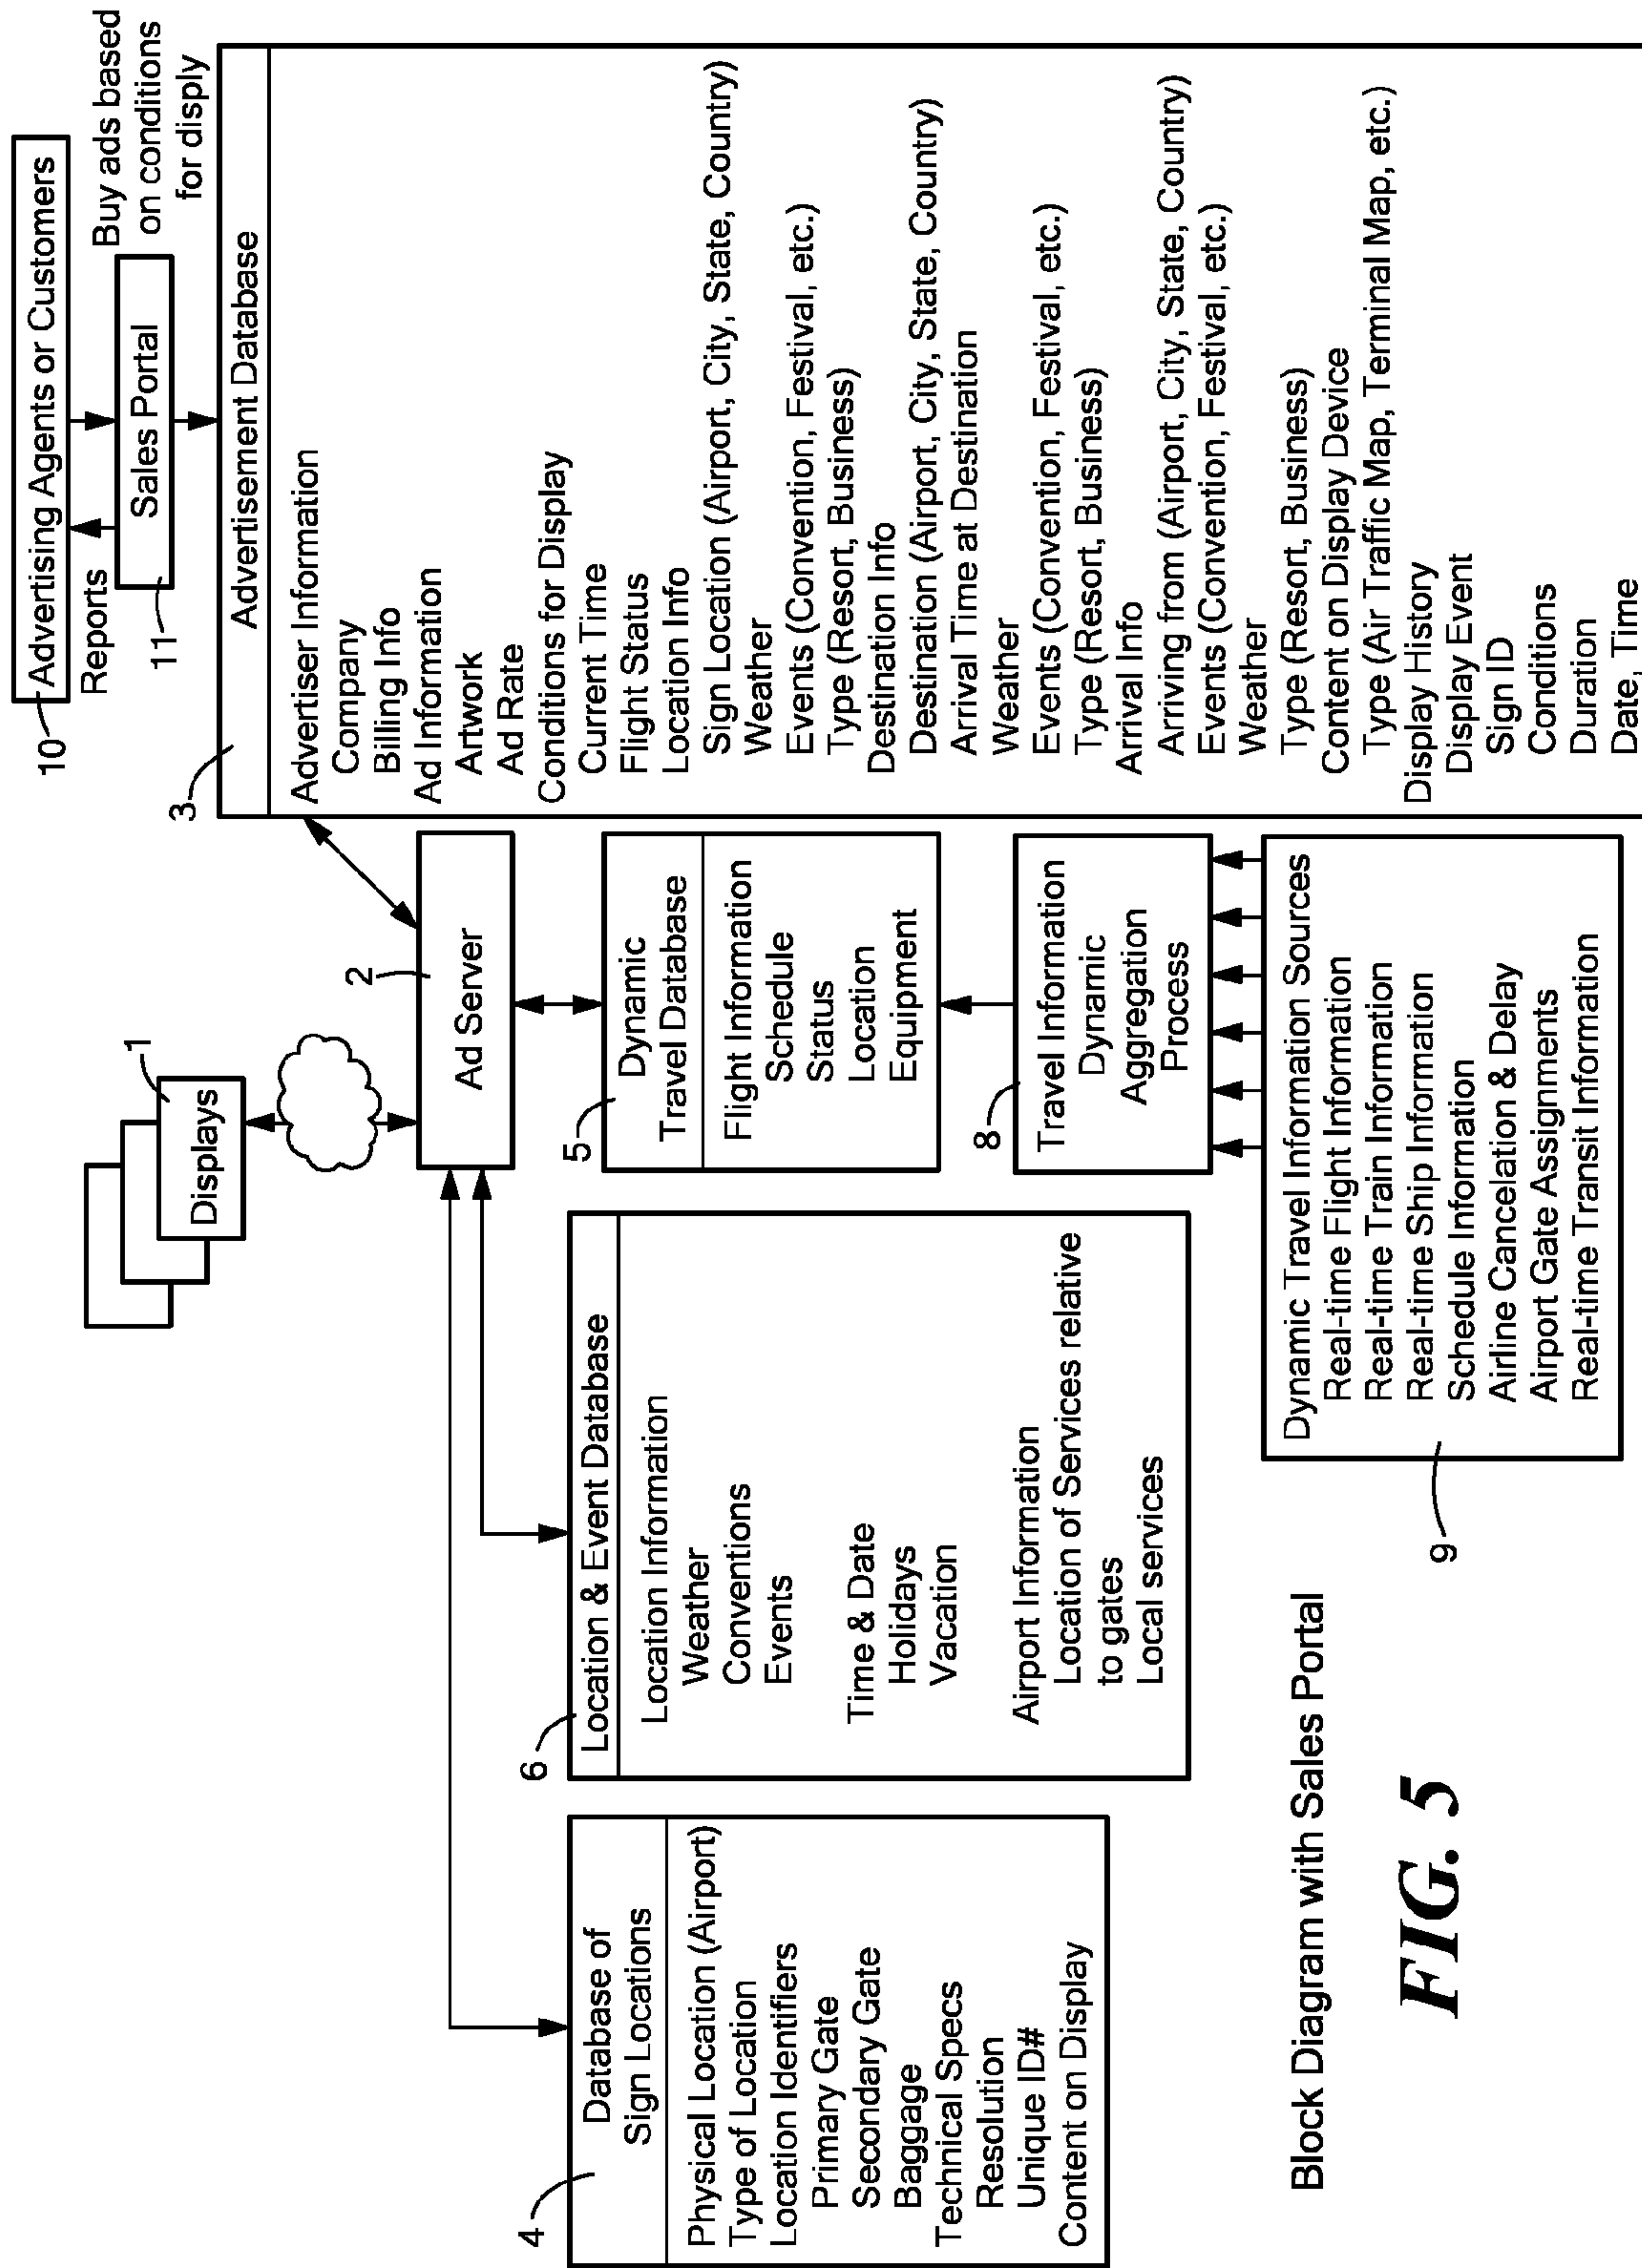 10
Advertising Agents or Customers
Reports
11
Sales Portal
Buy ads based
on conditions
for disply
1
Displays
2
Ad Server
3
Advertisement Database
Advertiser Information
Company
Billing Info
Ad Information
Artwork
Ad Rate
Conditions for Display
Current Time
Flight Status
Location Info
Sign Location (Airport, City, State, Country)
Weather
Events (Convention, Festival, etc.)
Type (Resort, Business)
Destination Info
Destination (Airport, City, State, Country)
Arrival Time at Destination
Weather
Events (Convention, Festival, etc.)
Type (Resort, Business)
Arrival Info
Arriving from (Airport, City, State, Country)
Events (Convention, Festival, etc.)
Weather
Type (Resort, Business)
Content on Display Device
Type (Air Traffic Map, Terminal Map, etc.)
Display History
Display Event
Sign ID
Conditions
Duration
Date, Time
4
Database of
Sign Locations
Physical Location (Airport)
Type of Location
Location Identifiers
Primary Gate
Secondary Gate
Baggage
Technical Specs
Resolution
Unique ID#
Content on Display
6
Location & Event Database
Location Information
Weather
Conventions
Events
Time & Date
Holidays
Vacation
Airport Information
Location of Services relative
to gates
Local services
5
Dynamic
Travel Database
Flight Information
Schedule
Status
Location
Equipment
8
Travel Information
Dynamic
Aggregation
Process
9
Dynamic Travel Information Sources
Real-time Flight Information
Real-time Train Information
Real-time Ship Information
Schedule Information
Airline Cancelation & Delay
Airport Gate Assignments
Real-time Transit Information
Block Diagram with Sales Portal
FIG. 5